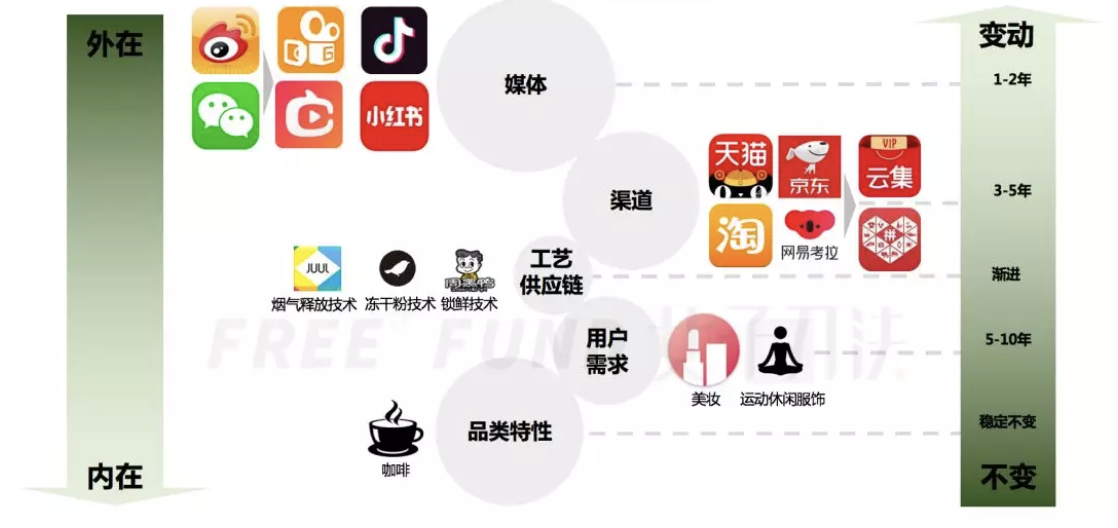 外在
变动
媒体
1-2年
小红书
天猫
京东
VIP
云集
渠道
3-5年
淘
网易考拉
拼
工艺
供应链
JUUL
周黑鸭
渐进
烟气释放技术
冻干粉技术
锁鲜技术
FREE FUND
用户
需求
5-10年
美妆
运动休闲服饰
品类特性
稳定不变
咖啡
内在
不变